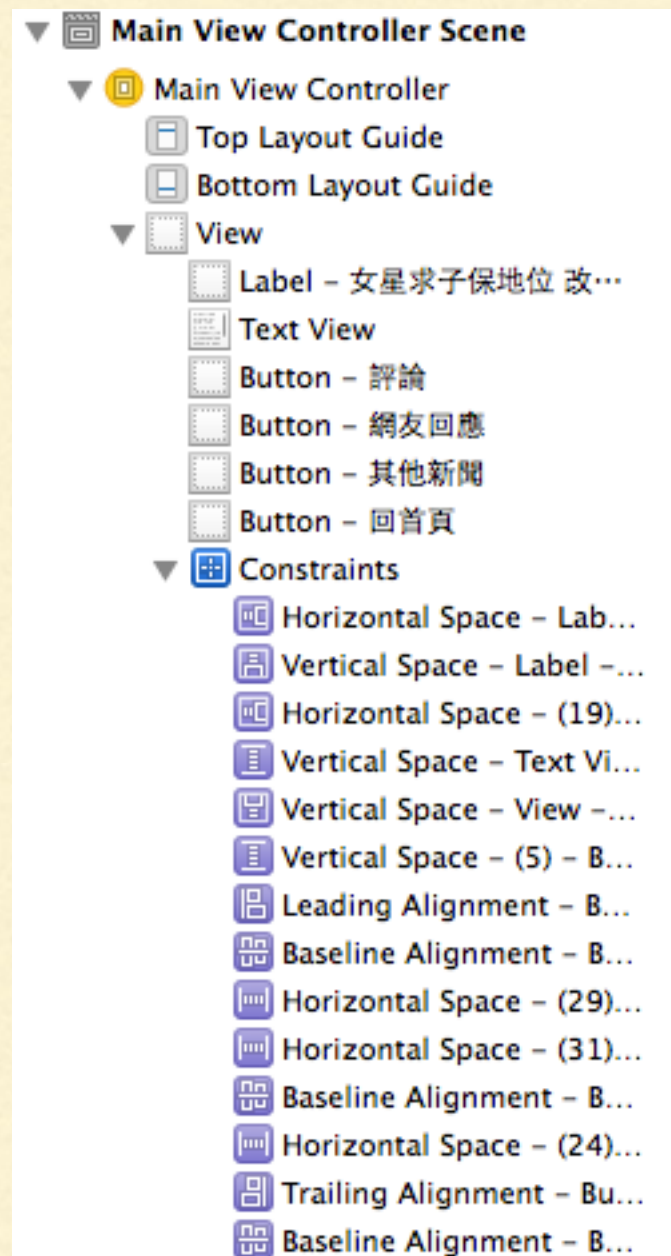 Main View Controller Scene
Main View Controller
Top Layout Guide
Bottom Layout Guide
View
Label – 女星求子保地位 改…
Text View
Button – 評論
Button – 網友回應
Button – 其他新聞
Button – 回首頁
Constraints
Horizontal Space – Lab...
Vertical Space – Label –...
Horizontal Space – (19)...
Vertical Space – Text Vi...
Vertical Space – View –...
Vertical Space – (5) – B...
Leading Alignment – B...
Baseline Alignment – B...
Horizontal Space – (29)...
Horizontal Space – (31)...
Baseline Alignment – B...
Horizontal Space – (24)...
Trailing Alignment – Bu...
Baseline Alignment – B...